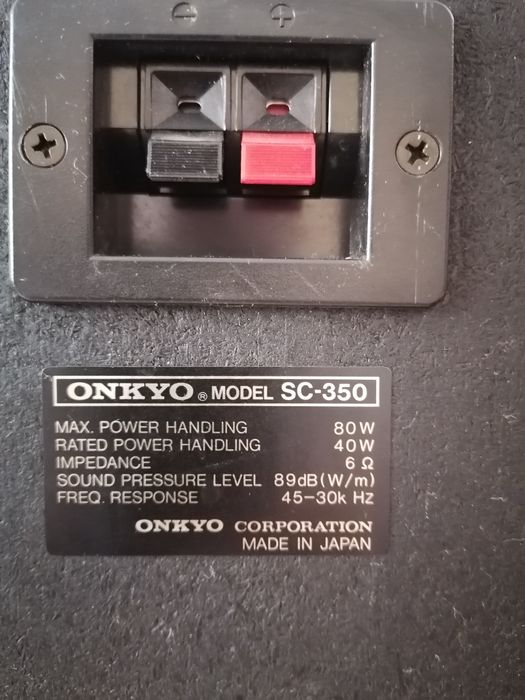 ⊖ ⊕
ONKYO ® MODEL SC-350
MAX. POWER HANDLING 80W
RATED POWER HANDLING 40W
IMPEDANCE 6 Ω
SOUND PRESSURE LEVEL 89dB(W/m)
FREQ. RESPONSE 45-30k Hz
ONKYO CORPORATION
MADE IN JAPAN